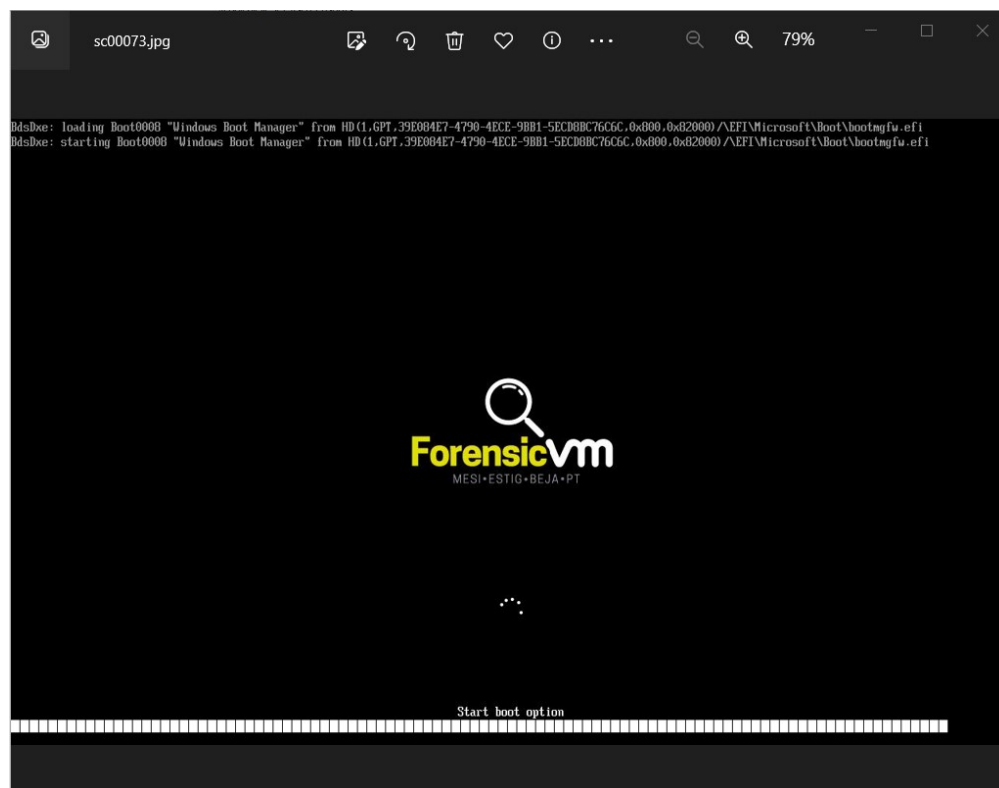 sc00073.jpg
79%
BdsDxe: loading Boot0008 "Windows Boot Manager" from HD(1,GPT,39E084E7-4790-4ECE-9BB1-5ECD8BC76C6C,0x800,0x82000)/\EFI\Microsoft\Boot\bootmgfw.efi
BdsDxe: starting Boot0008 "Windows Boot Manager" from HD(1,GPT,39E084E7-4790-4ECE-9BB1-5ECD8BC76C6C,0x800,0x82000)/\EFI\Microsoft\Boot\bootmgfw.efi
Forensicvm
MESI•ESTIG•BEJA•PT
Start boot option